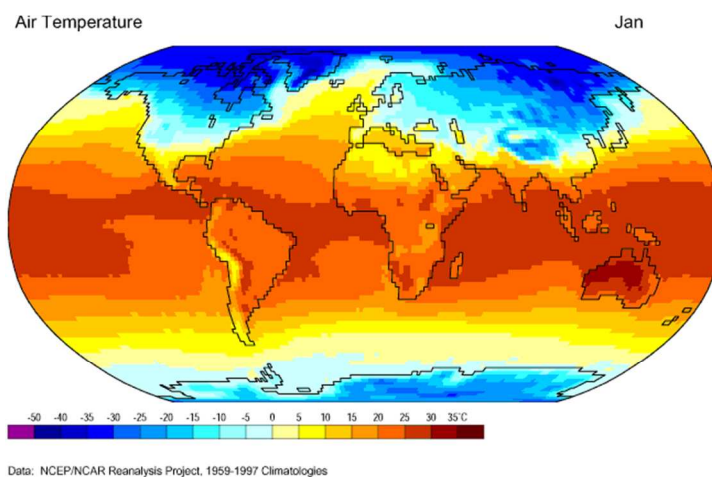 Air Temperature Jan
-50 -40 -35 -30 -25 -20 -15 -10 -5 0 5 10 15 20 25 30 35°C
Data: NCEP/NCAR Reanalysis Project, 1959-1997 Climatologies